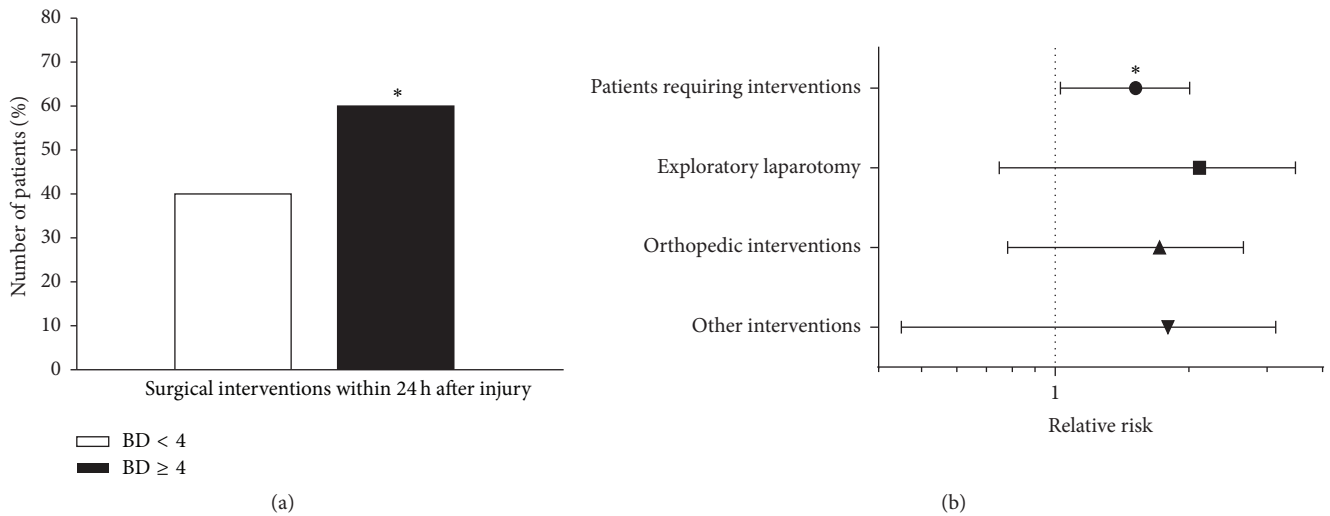 80
70
60
50
40
30
20
10
0
Number of patients (%)
*
Surgical interventions within 24 h after injury
BD < 4
BD ≥ 4
(a)
Patients requiring interventions
*
Exploratory laparotomy
Orthopedic interventions
Other interventions
1
Relative risk
(b)